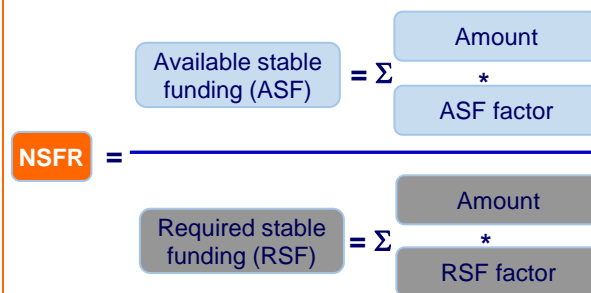 Amount
Available stable
funding (ASF)
= Σ
*
ASF factor
NSFR
=
Amount
Required stable
funding (RSF)
= Σ
*
RSF factor